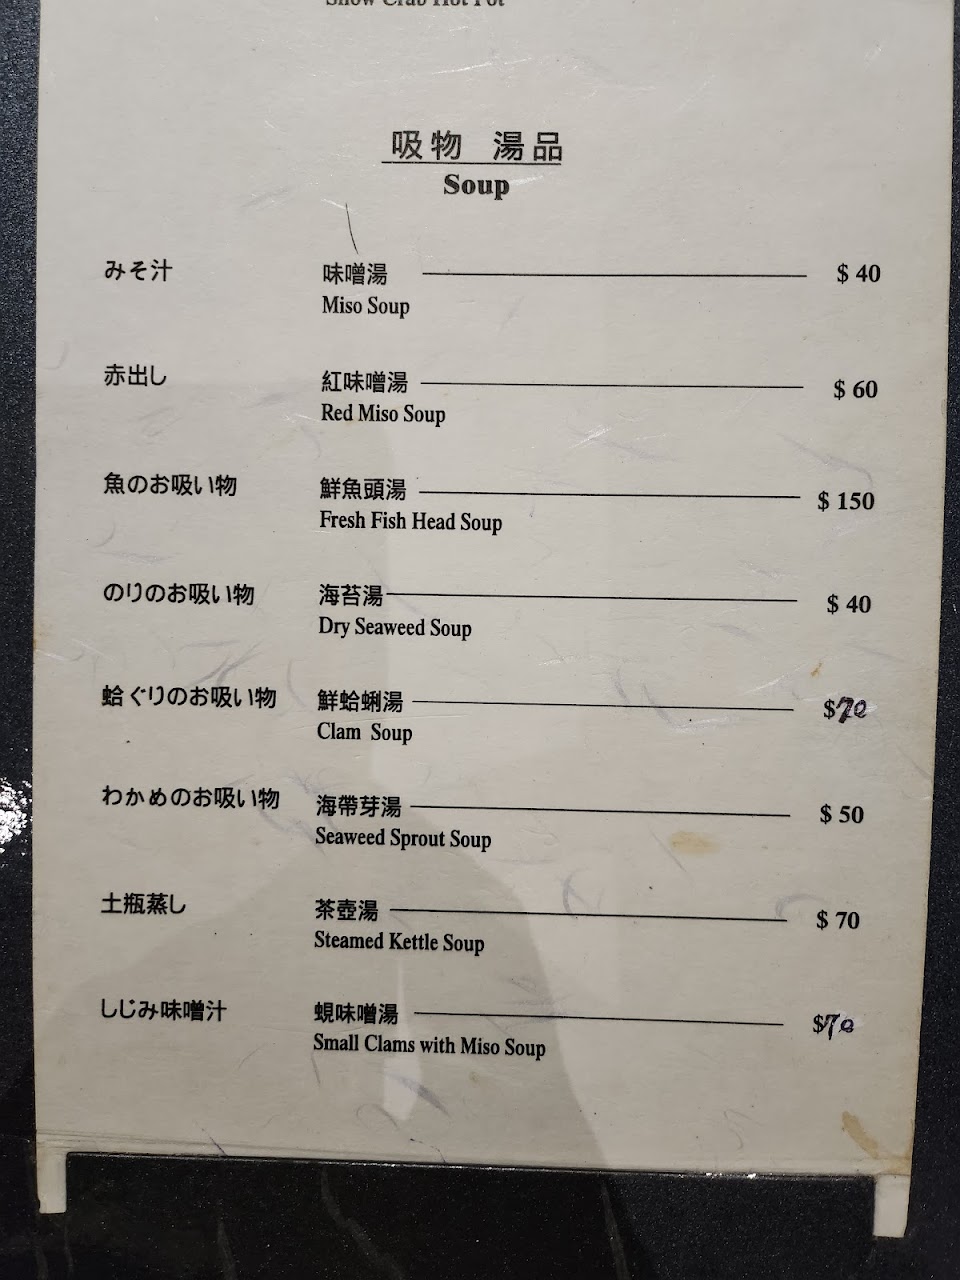 Snow Crab Hot Pot
吸物 湯品
Soup
みそ汁 味噌湯 $ 40
Miso Soup
赤出し 紅味噌湯 $ 60
Red Miso Soup
魚のお吸い物 鮮魚頭湯 $ 150
Fresh Fish Head Soup
のりのお吸い物 海苔湯 $ 40
Dry Seaweed Soup
蛤ぐりのお吸い物 鮮蛤蜊湯 $70
Clam Soup
わかめのお吸い物 海帶芽湯 $ 50
Seaweed Sprout Soup
土瓶蒸し 茶壺湯 $ 70
Steamed Kettle Soup
しじみ味噌汁 蜆味噌湯 $70
Small Clams with Miso Soup